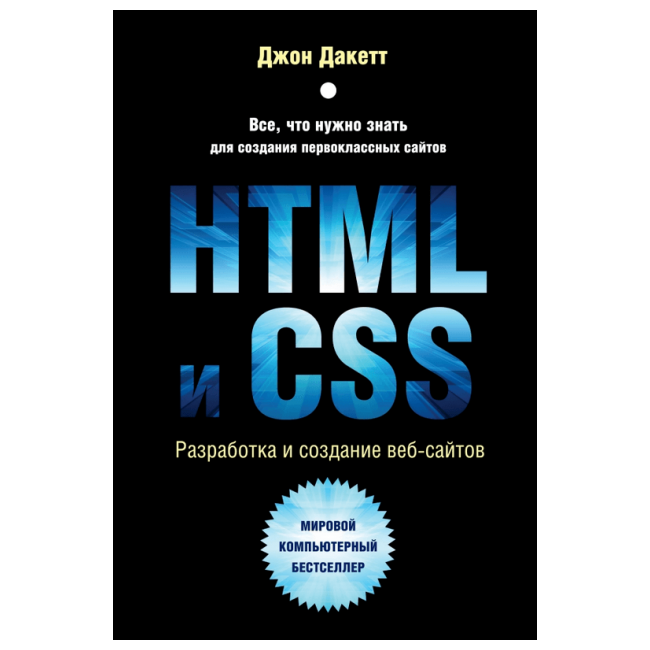 Джон Дакетт
Все, что нужно знать
для создания первоклассных сайтов
HTML
и CSS
Разработка и создание веб-сайтов
МИРОВОЙ
КОМПЬЮТЕРНЫЙ
БЕСТСЕЛЛЕР